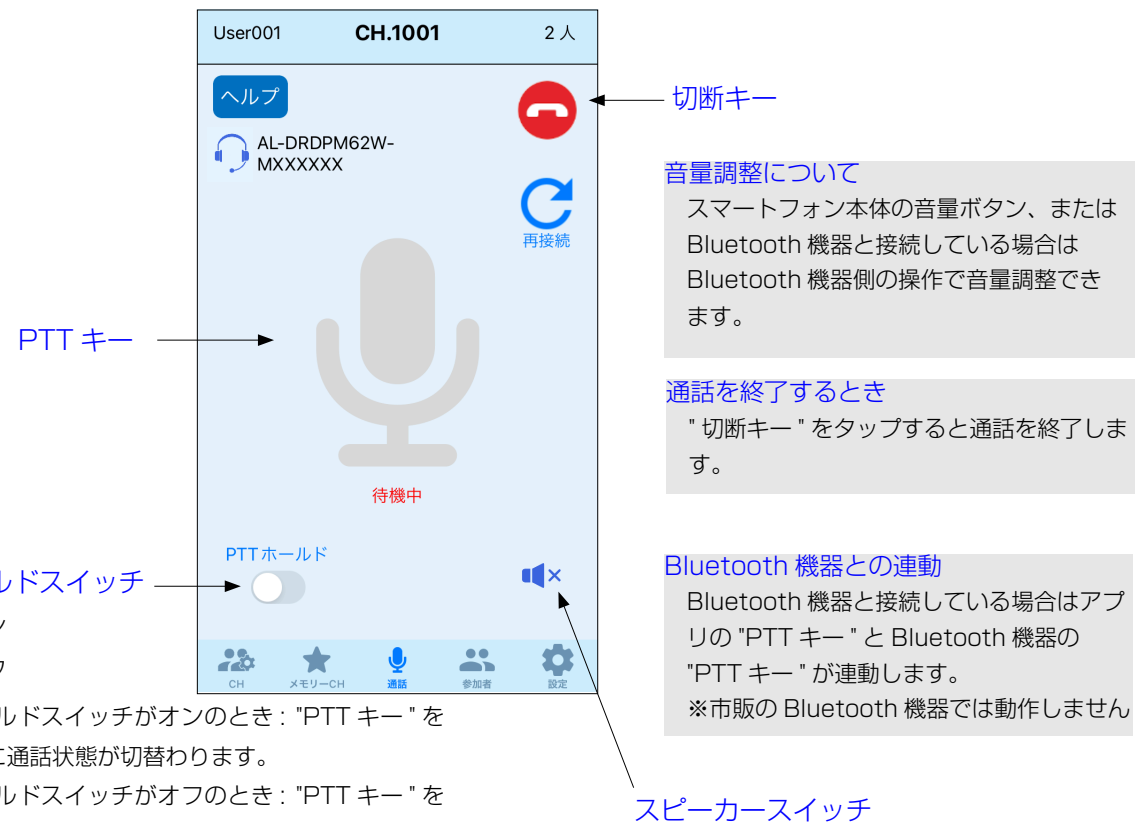 User001 CH.1001 2 人
ヘルプ
切断キー
AL-DRDPM62W-
MXXXXXX
再接続
音量調整について
スマートフォン本体の音量ボタン、または
Bluetooth 機器と接続している場合は
Bluetooth 機器側の操作で音量調整でき
ます。
PTT キー
通話を終了するとき
" 切断キー " をタップすると通話を終了しま
す。
待機中
PTTホールド
ルドスイッチ
Bluetooth 機器との連動
Bluetooth 機器と接続している場合はアプ
リの "PTT キー " と Bluetooth 機器の
"PTT キー " が連動します。
※市販の Bluetooth 機器では動作しません
CH メモリーCH 通話 参加者 設定
ルドスイッチがオンのとき : "PTT キー " を
に通話状態が切替わります。
ルドスイッチがオフのとき : "PTT キー " を
スピーカースイッチ